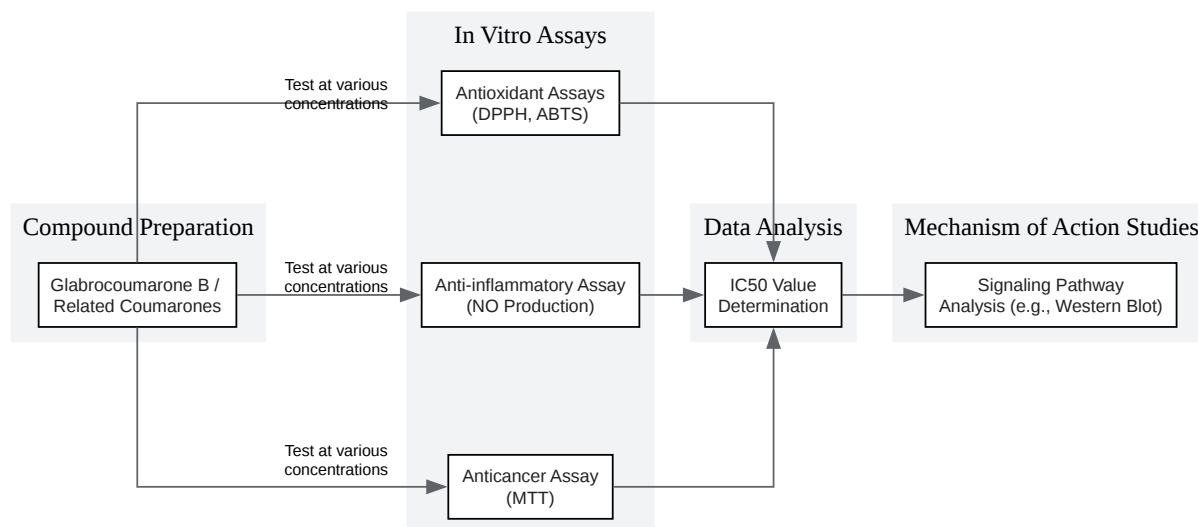 In Vitro Assays
Test at various
concentrations
Antioxidant Assays
(DPPH, ABTS)
Compound Preparation
Data Analysis
Mechanism of Action Studies
Glabrocoumarone B /
Related Coumarones
Test at various
concentrations
Anti-inflammatory Assay
(NO Production)
IC50 Value
Determination
Signaling Pathway
Analysis (e.g., Western Blot)
Test at various
concentrations
Anticancer Assay
(MTT)